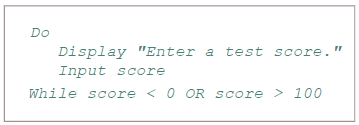 Do
Display "Enter a test score."
Input score
While score < 0 OR score > 100